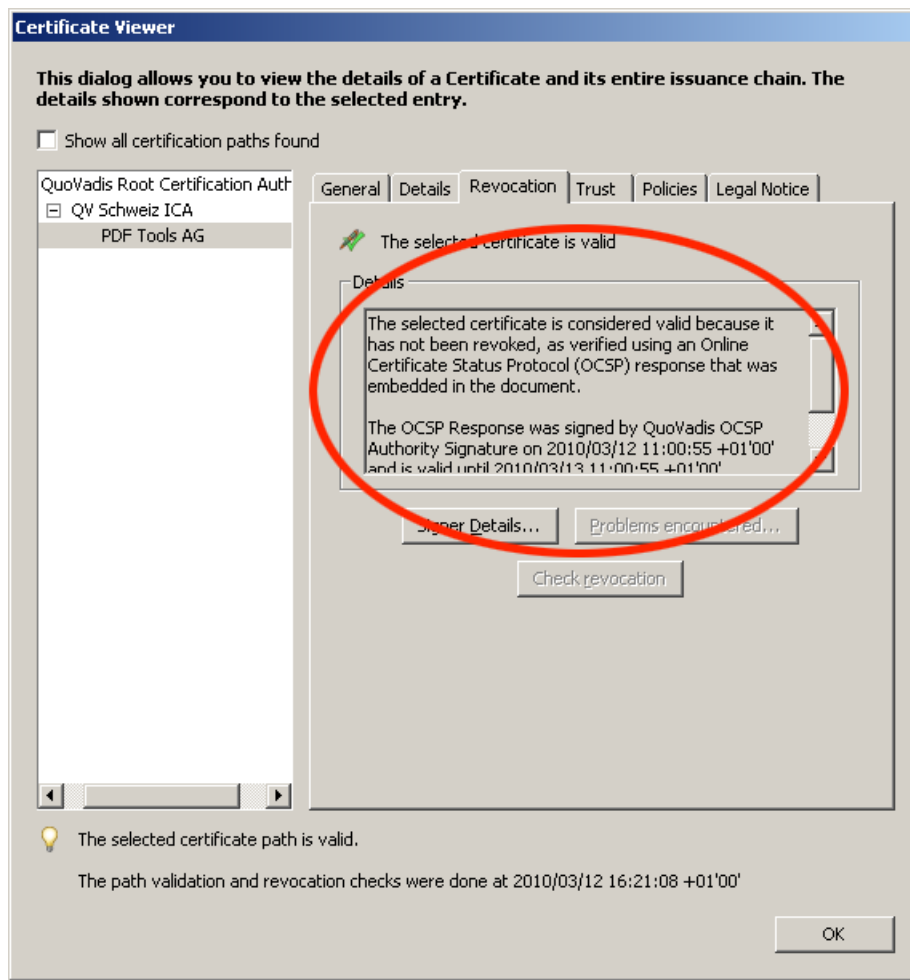 Certificate Viewer
This dialog allows you to view the details of a Certificate and its entire issuance chain. The
details shown correspond to the selected entry.
Show all certification paths found
QuoVadis Root Certification Auth
QV Schweiz ICA
PDF Tools AG
General Details Revocation Trust Policies Legal Notice
The selected certificate is valid
Details
The selected certificate is considered valid because it
has not been revoked, as verified using an Online
Certificate Status Protocol (OCSP) response that was
embedded in the document.
The OCSP Response was signed by QuoVadis OCSP
Authority Signature on 2010/03/12 11:00:55 +01'00'
and is valid until 2010/03/13 11:00:55 +01'00'
Signer Details... Problems encountered...
Check revocation
The selected certificate path is valid.
The path validation and revocation checks were done at 2010/03/12 16:21:08 +01'00'
OK